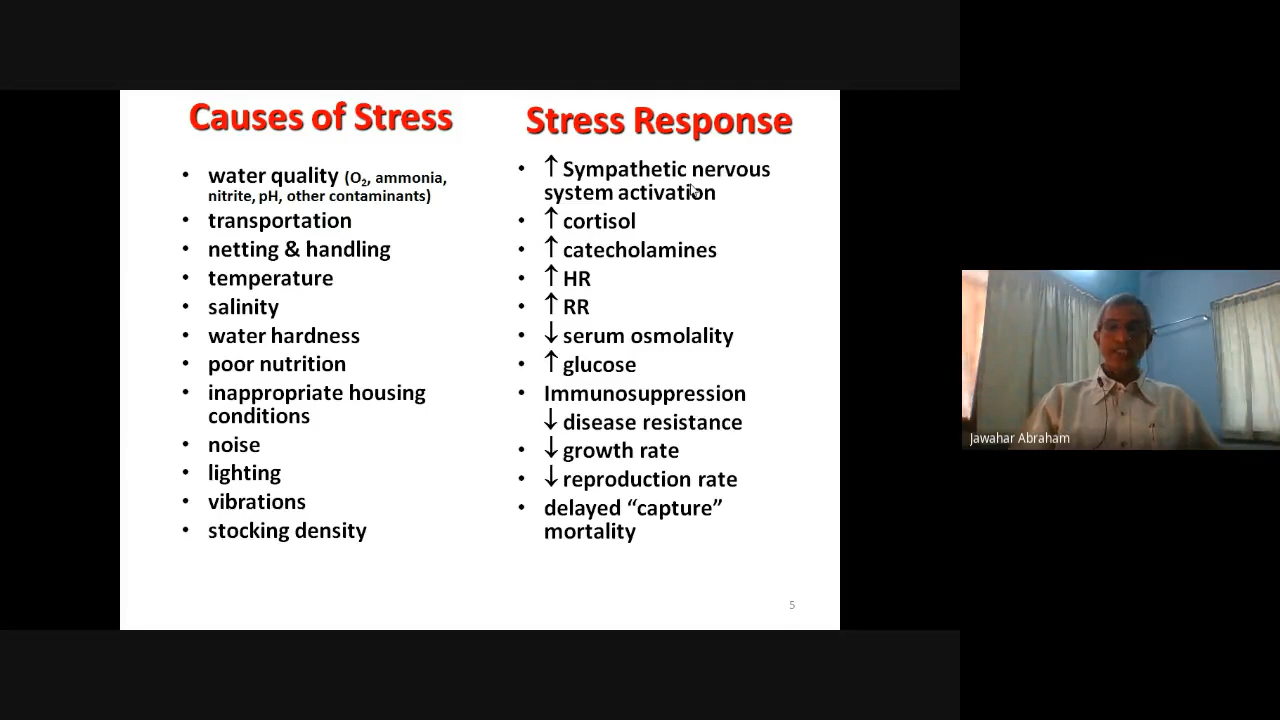 Causes of Stress
• water quality (O₂, ammonia,
nitrite, pH, other contaminants)
• transportation
• netting & handling
• temperature
• salinity
• water hardness
• poor nutrition
• inappropriate housing
conditions
• noise
• lighting
• vibrations
• stocking density
Stress Response
• ↑ Sympathetic nervous
system activation
• ↑ cortisol
• ↑ catecholamines
• ↑ HR
• ↑ RR
• ↓ serum osmolality
• ↑ glucose
• Immunosuppression
↓ disease resistance
• ↓ growth rate
• ↓ reproduction rate
• delayed “capture”
mortality
5
Jawahar Abraham